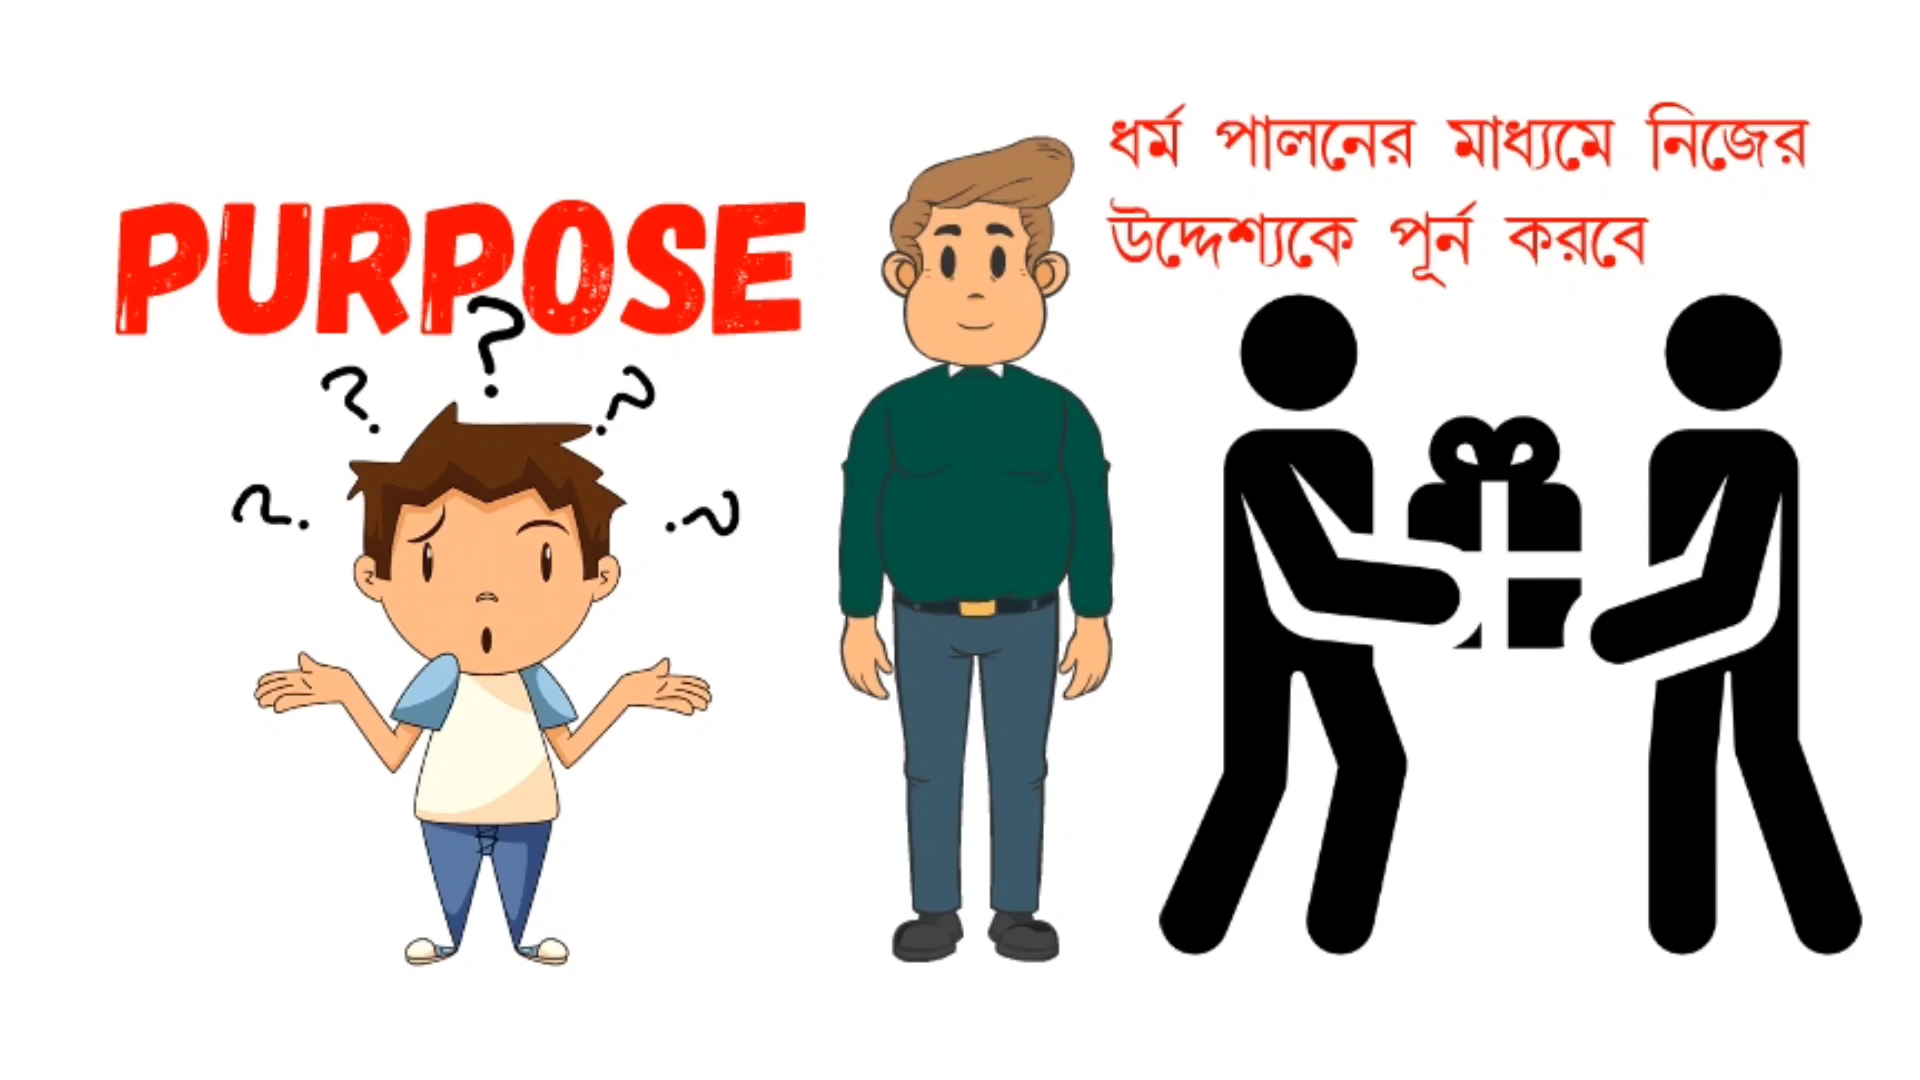 PURPOSE
ধর্ম পালনের মাধ্যমে নিজের
উদ্দেশ্যকে পূর্ন করবে
? ? ? ? ?